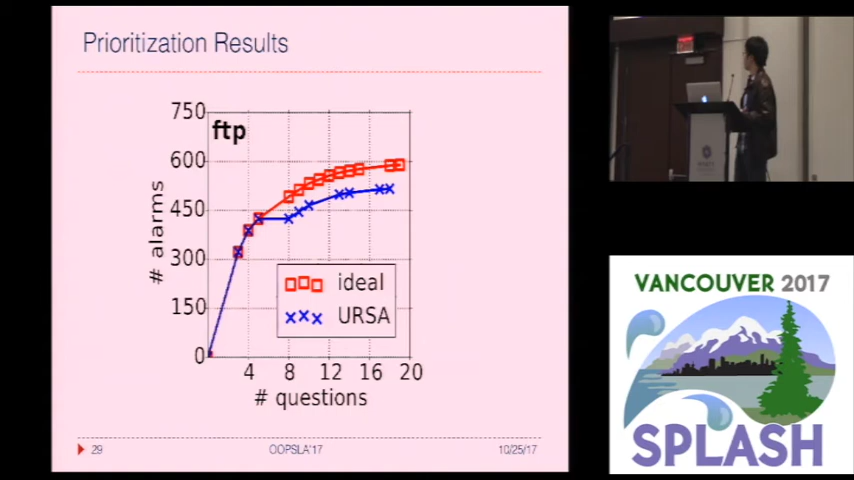 Prioritization Results
750
600
450
300
150
0
# alarms
ftp
ideal
URSA
4 8 12 16 20
# questions
29 OOPSLA'17 10/25/17
VANCOUVER 2017
SPLASH